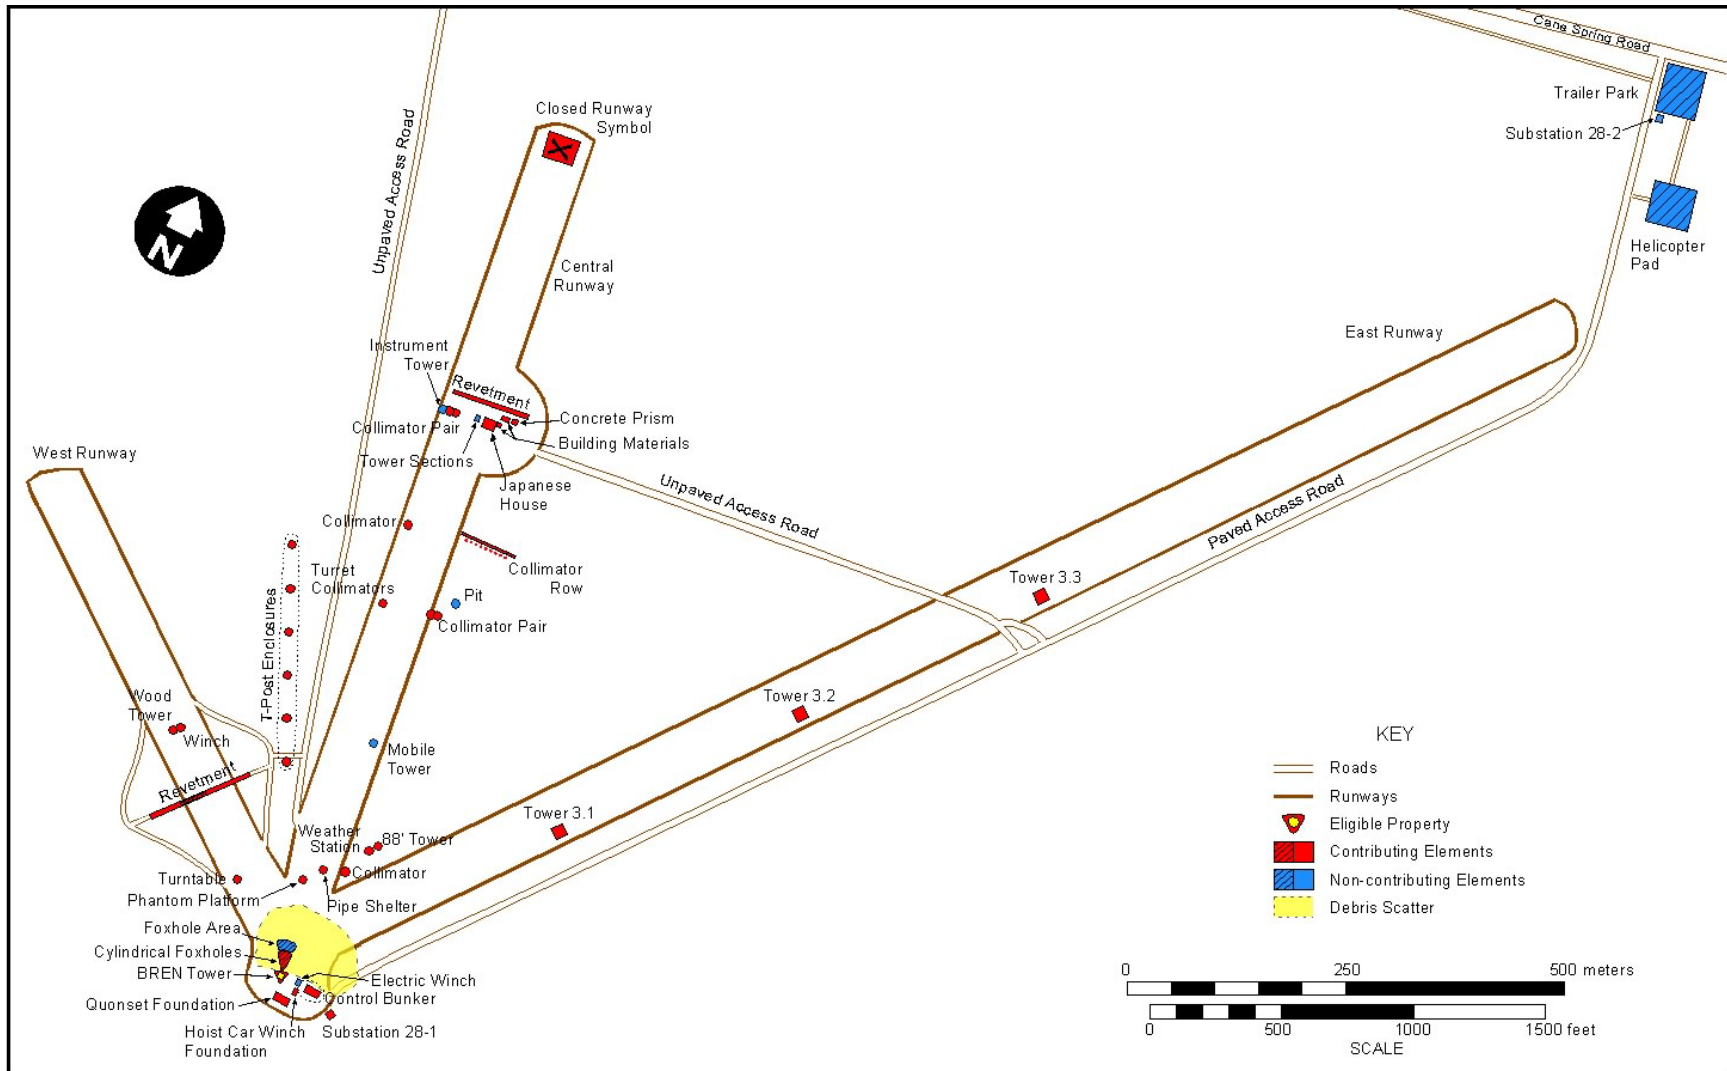 Cane Spring Road
Trailer Park
Substation 28-2
Helicopter
Pad
Closed Runway
Symbol
Unpaved Access Road
N
Central
Runway
East Runway
Instrument
Tower
Revetment
Collimator Pair
Concrete Prism
Building Materials
Tower Sections
Japanese
House
West Runway
Unpaved Access Road
Paved Access Road
Collimator
Collimator
Row
Turret
Collimators
Pit
Collimator Pair
Tower 3.3
T-Post Enclosures
Wood
Tower
Winch
Tower 3.2
Mobile
Tower
Revetment
Tower 3.1
Weather
Station
88' Tower
Turntable
Collimator
Phantom Platform
Pipe Shelter
Foxhole Area
Cylindrical Foxholes
BREN Tower
Electric Winch
Quonset Foundation
Control Bunker
Hoist Car Winch
Foundation
Substation 28-1
KEY
Roads
Runways
Eligible Property
Contributing Elements
Non-contributing Elements
Debris Scatter
0 250 500 meters
0 500 1000 1500 feet
SCALE